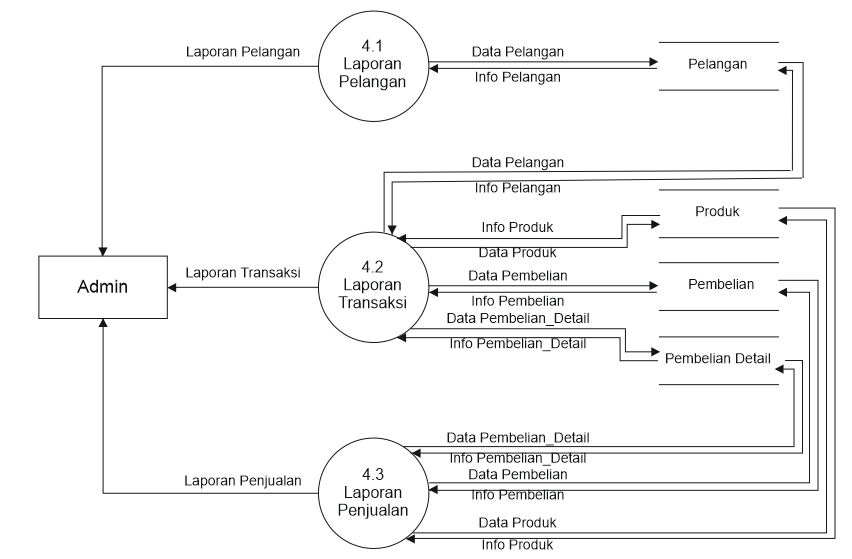 Laporan Pelangan
4.1
Laporan
Pelangan
Data Pelangan
Info Pelangan
Pelangan
Data Pelangan
Info Pelangan
Info Produk
Data Produk
Produk
Admin
Laporan Transaksi
4.2
Laporan
Transaksi
Data Pembelian
Info Pembelian
Pembelian
Data Pembelian_Detail
Info Pembelian_Detail
Pembelian Detail
Laporan Penjualan
4.3
Laporan
Penjualan
Data Pembelian_Detail
Info Pembelian_Detail
Data Pembelian
Info Pembelian
Data Produk
Info Produk